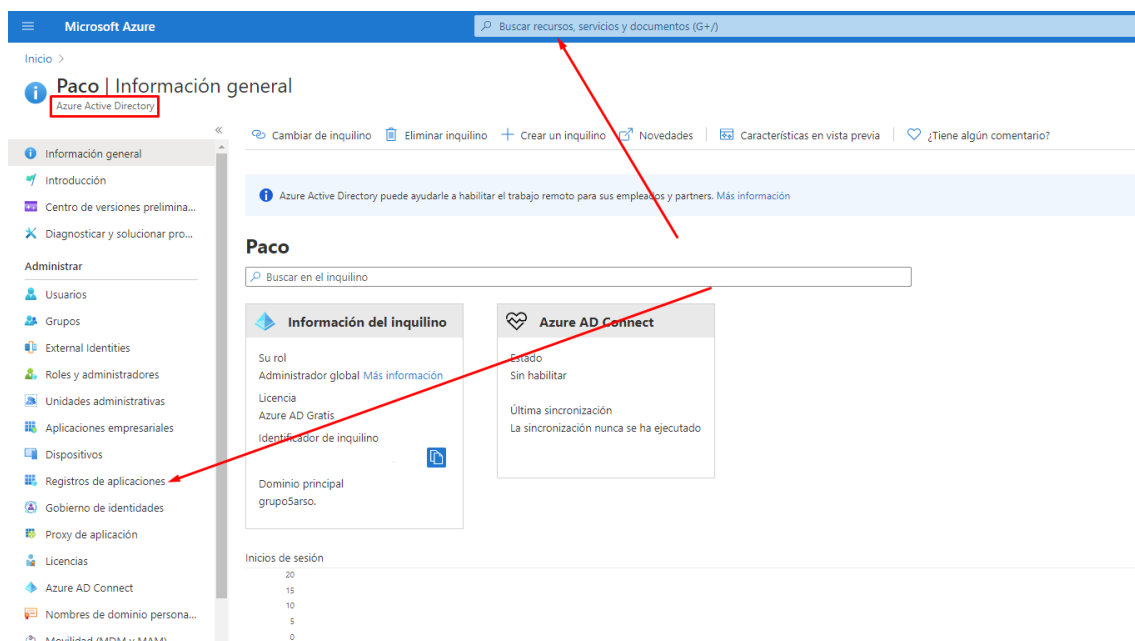 Microsoft Azure
Buscar recursos, servicios y documentos (G+/)
Inicio >
Paco | Información general
Azure Active Directory
«
Cambiar de inquilino Eliminar inquilino Crear un inquilino Novedades Características en vista previa ¿Tiene algún comentario?
Información general
Introducción
Centro de versiones prelimina...
Diagnosticar y solucionar pro...
Administrar
Usuarios
Grupos
External Identities
Roles y administradores
Unidades administrativas
Aplicaciones empresariales
Dispositivos
Registros de aplicaciones
Gobierno de identidades
Proxy de aplicación
Licencias
Azure AD Connect
Nombres de dominio persona...
Movilidad (MDM y MAM)
Azure Active Directory puede ayudarle a habilitar el trabajo remoto para sus empleados y partners. Más información
Paco
Buscar en el inquilino
Información del inquilino
Su rol
Administrador global Más información
Licencia
Azure AD Gratis
Identificador de inquilino
Dominio principal
grupo5arso.
Azure AD Connect
Estado
Sin habilitar
Última sincronización
La sincronización nunca se ha ejecutado
Inicios de sesión
20
15
10
5
0